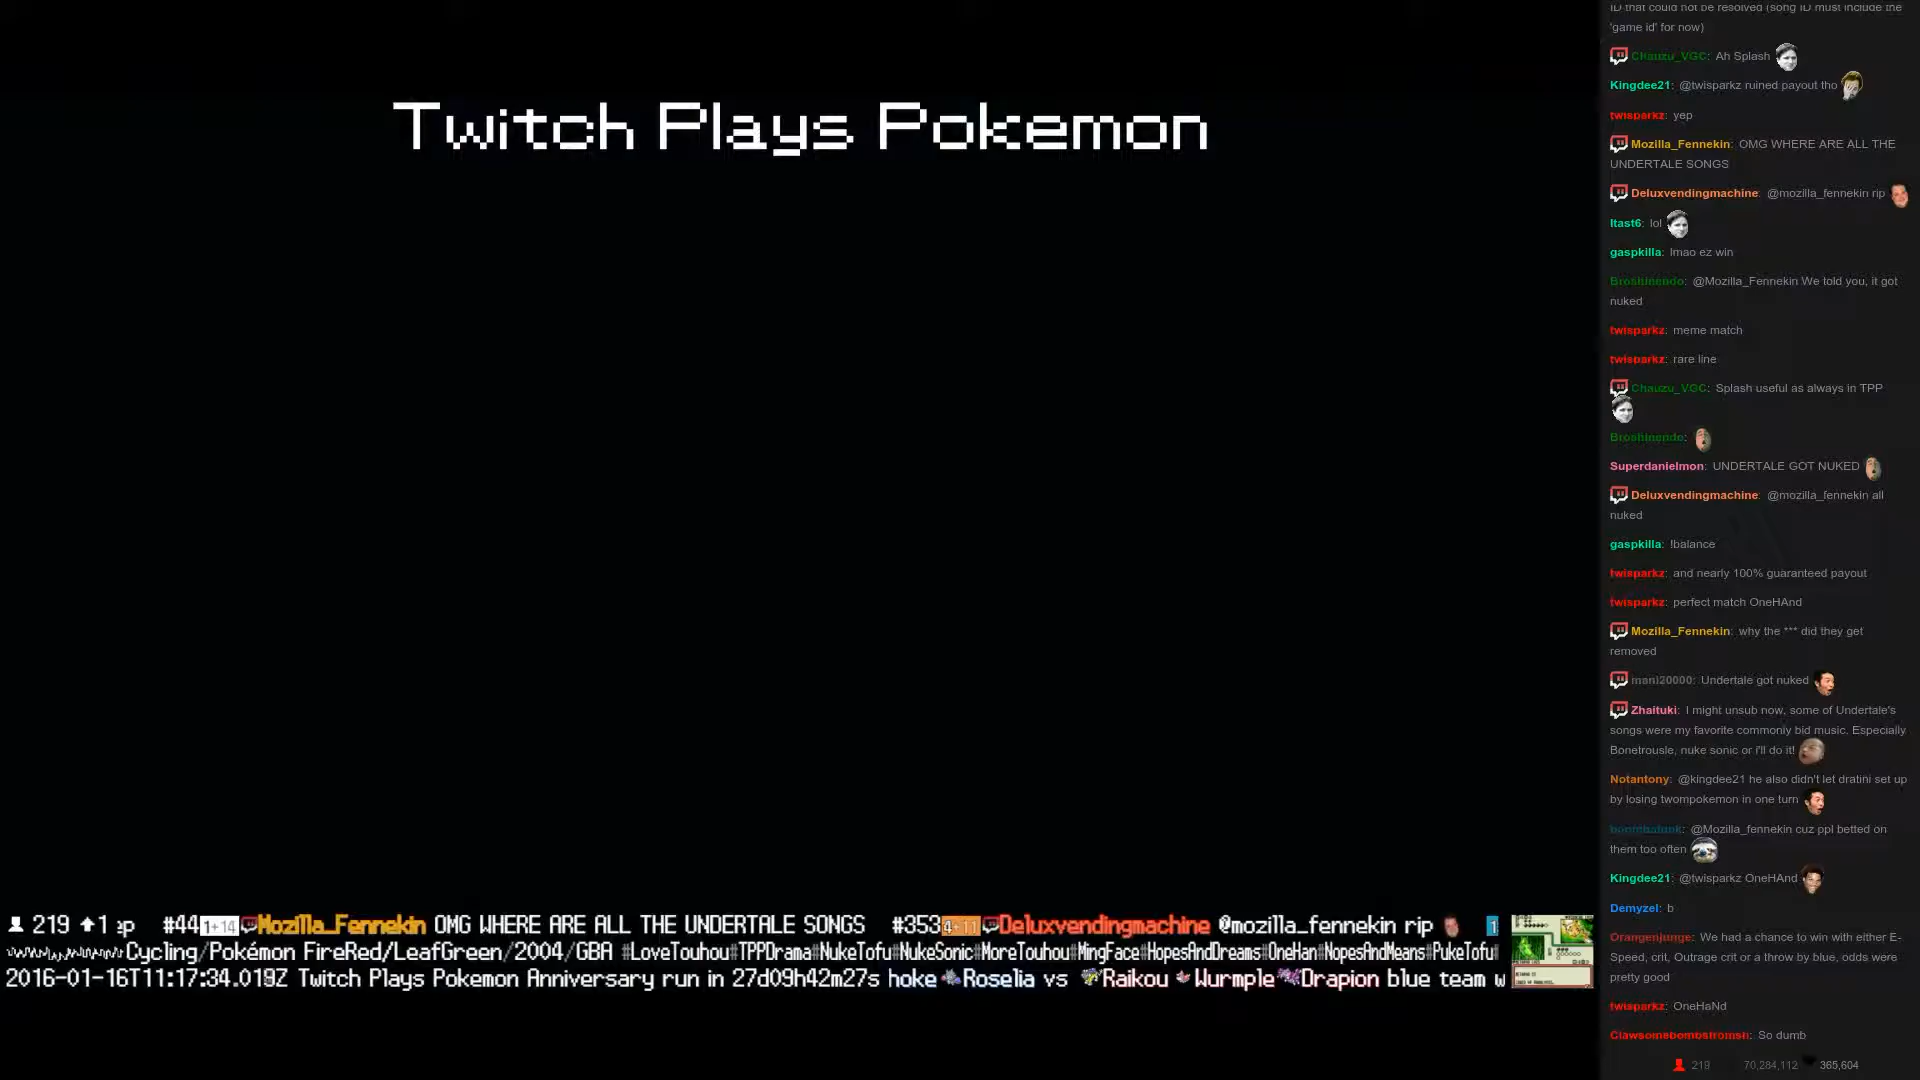 Twitch Plays Pokemon
ID that could not be resolved (song ID must include the
'game id' for now)
Chauzu_VGC: Ah Splash
Kingdee21: @twisparkz ruined payout tho
twisparkz: yep
Mozilla_Fennekin: OMG WHERE ARE ALL THE
UNDERTALE SONGS
Deluxvendingmachine: @mozilla_fennekin rip
Itast6: lol
gaspkilla: lmao ez win
Broshinendo: @Mozilla_Fennekin We told you, it got
nuked
twisparkz: meme match
twisparkz: rare line
Chauzu_VGC: Splash useful as always in TPP
Broshinendo:
Superdanielmon: UNDERTALE GOT NUKED
Deluxvendingmachine: @mozilla_fennekin all
nuked
gaspkilla: !balance
twisparkz: and nearly 100% guaranteed payout
twisparkz: perfect match OneHAnd
Mozilla_Fennekin: why the *** did they get
removed
mani20000: Undertale got nuked
Zhaituki: I might unsub now, some of Undertale's
songs were my favorite commonly bid music. Especially
Bonetrousle, nuke sonic or I'll do it!
Notantony: @kingdee21 he also didn't let dratini set up
by losing twompokemon in one turn
: @Mozilla_fennekin cuz ppl betted on
them too often
Kingdee21: @twisparkz OneHAnd
Demyzel: b
Orangenjunge: We had a chance to win with either E-
Speed, crit, Outrage crit or a throw by blue, odds were
pretty good
twisparkz: OneHaNd
: So dumb
219 70,284,112 365,604
219 1 #44 1+14 Mozilla_Fennekin OMG WHERE ARE ALL THE UNDERTALE SONGS #353 4+11 Deluxvendingmachine @mozilla_fennekin rip 1
Cycling/Pokémon FireRed/LeafGreen/2004/GBA #LoveTouhou#TPPDrama#NukeTofu#NukeSonic#MoreTouhou#MingFace#HopesAndDreams#OneHan#NopesAndMeans#PukeTofu
Twitch Plays Pokemon Anniversary run in 27d09h42m27s hoke Roselia vs Raikou Wurmple Drapion blue team w